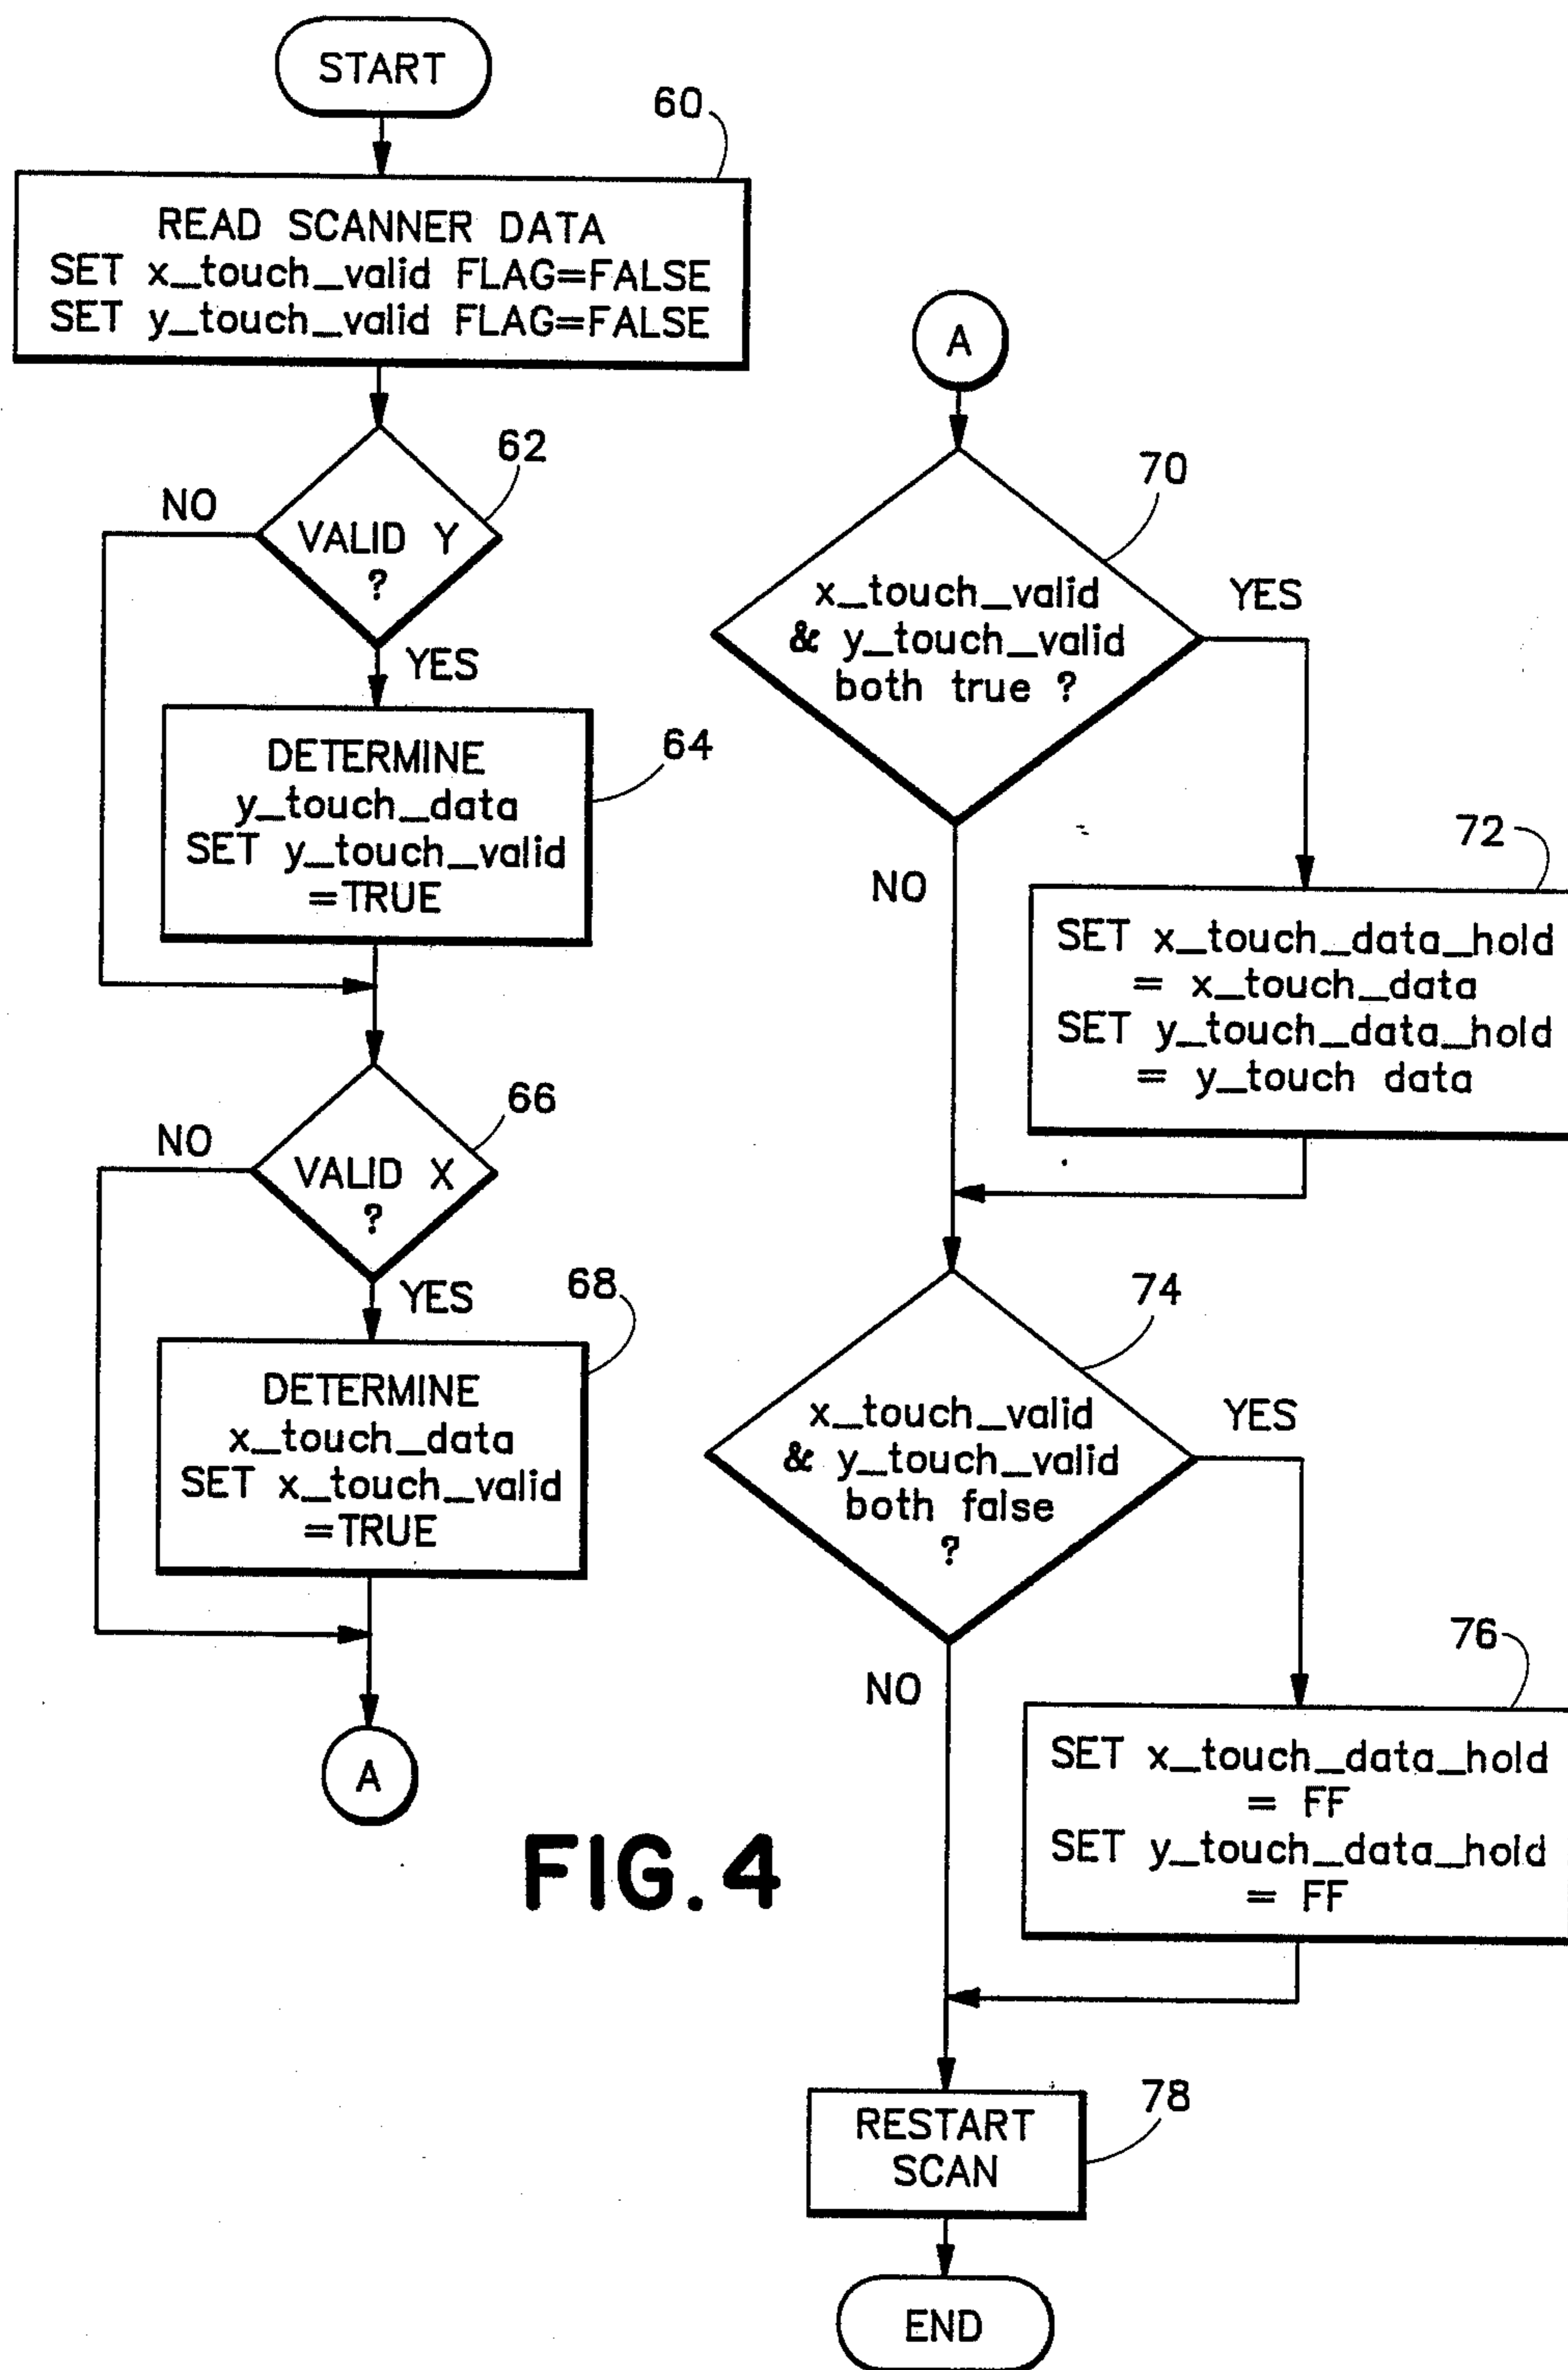 START
60
READ SCANNER DATA
SET x_touch_valid FLAG=FALSE
SET y_touch_valid FLAG=FALSE
62
NO
VALID Y
?
YES
64
DETERMINE
y_touch_data
SET y_touch_valid
=TRUE
66
NO
VALID X
?
YES
68
DETERMINE
x_touch_data
SET x_touch_valid
=TRUE
A
A
70
x_touch_valid
& y_touch_valid
both true ?
YES
NO
72
SET x_touch_data_hold
= x_touch_data
SET y_touch_data_hold
= y_touch data
74
x_touch_valid
& y_touch_valid
both false
?
YES
NO
76
SET x_touch_data_hold
= FF
SET y_touch_data_hold
= FF
78
RESTART
SCAN
END
FIG. 4